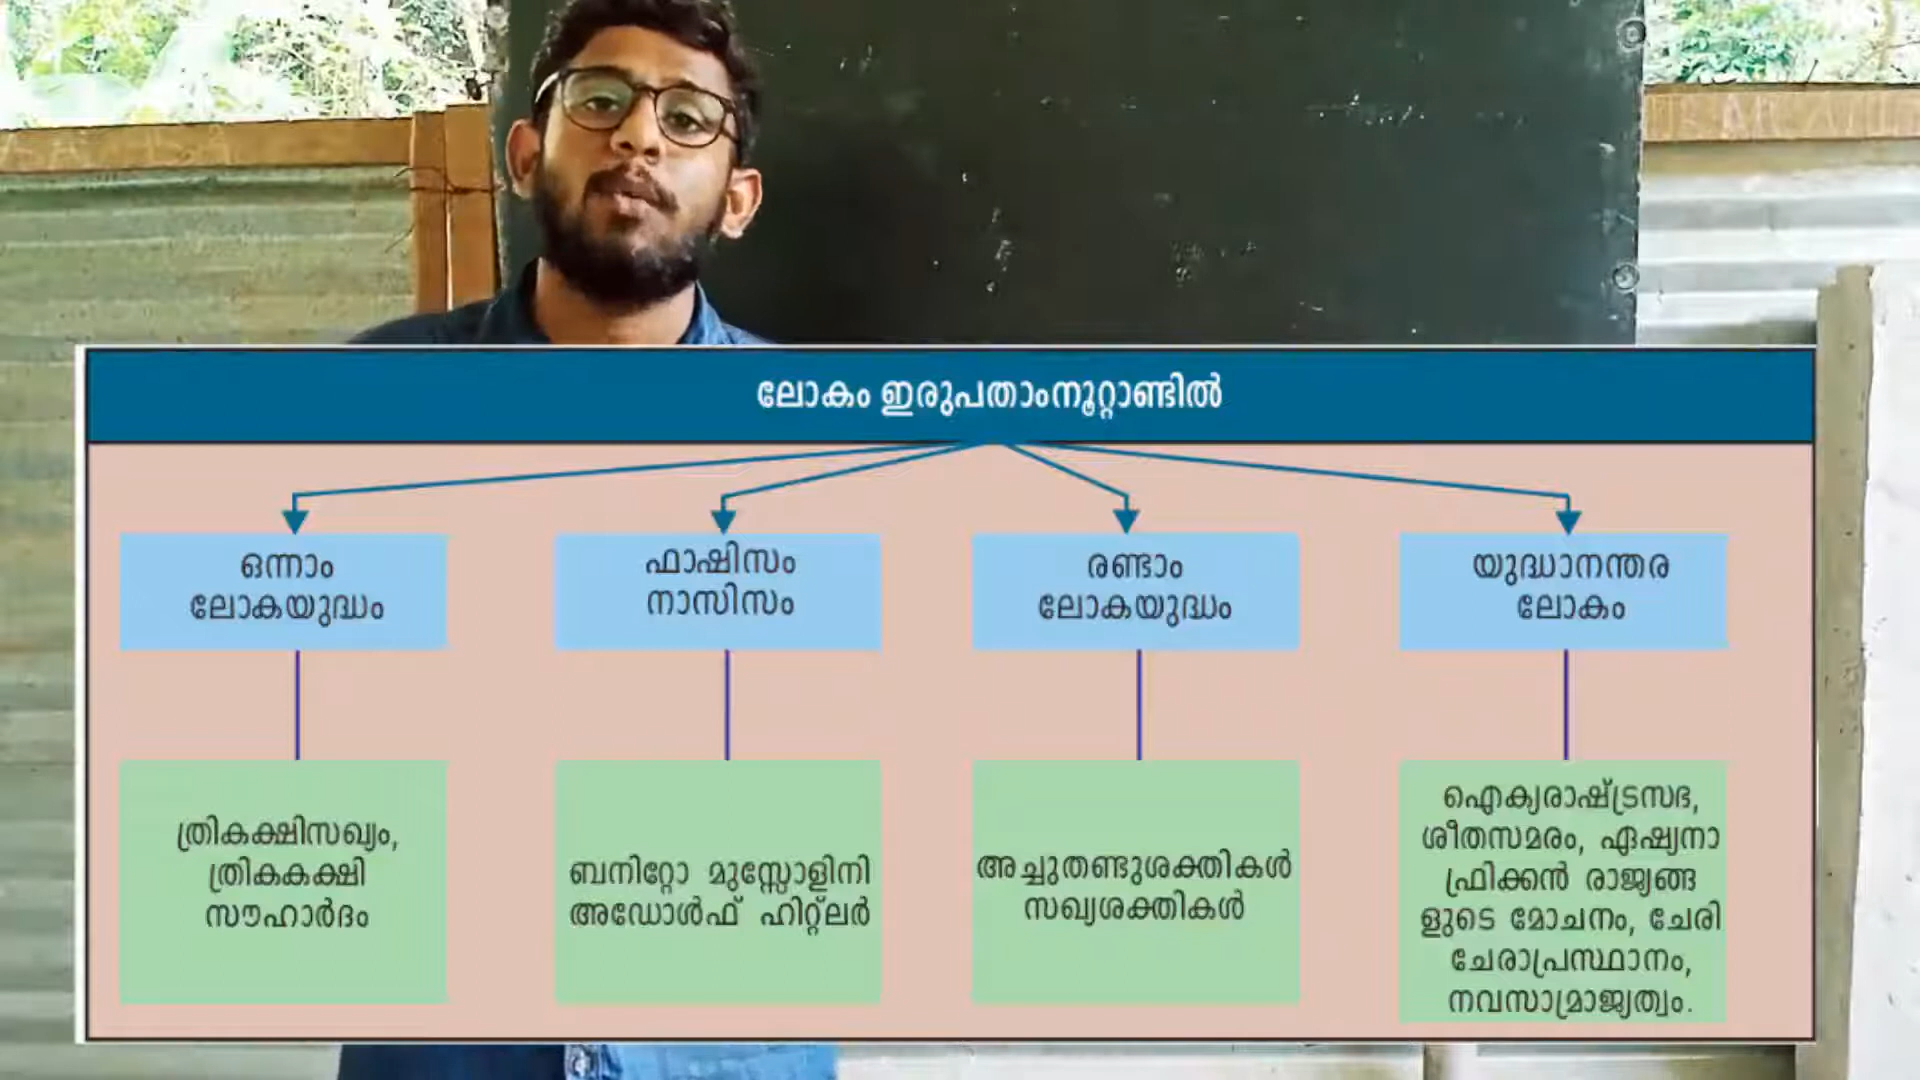 ലോകം ഇരുപതാംനൂറ്റാണ്ടിൽ
ഒന്നാം
ലോകയുദ്ധം
ഫാഷിസം
നാസിസം
രണ്ടാം
ലോകയുദ്ധം
യുദ്ധാനന്തര
ലോകം
ത്രികക്ഷിസഖ്യം,
ത്രികകക്ഷി
സൗഹാർദം
ബനിറ്റോ മുസ്സോളിനി
അഡോൾഫ് ഹിറ്റ്ലർ
അച്ചുതണ്ടുശക്തികൾ
സഖ്യശക്തികൾ
ഐക്യരാഷ്ട്രസഭ,
ശീതസമരം, ഏഷ്യനാ
ഫ്രിക്കൻ രാജ്യങ്ങ
ളുടെ മോചനം, ചേരി
ചേരാപ്രസ്ഥാനം,
നവസാമ്രാജ്യത്വം.